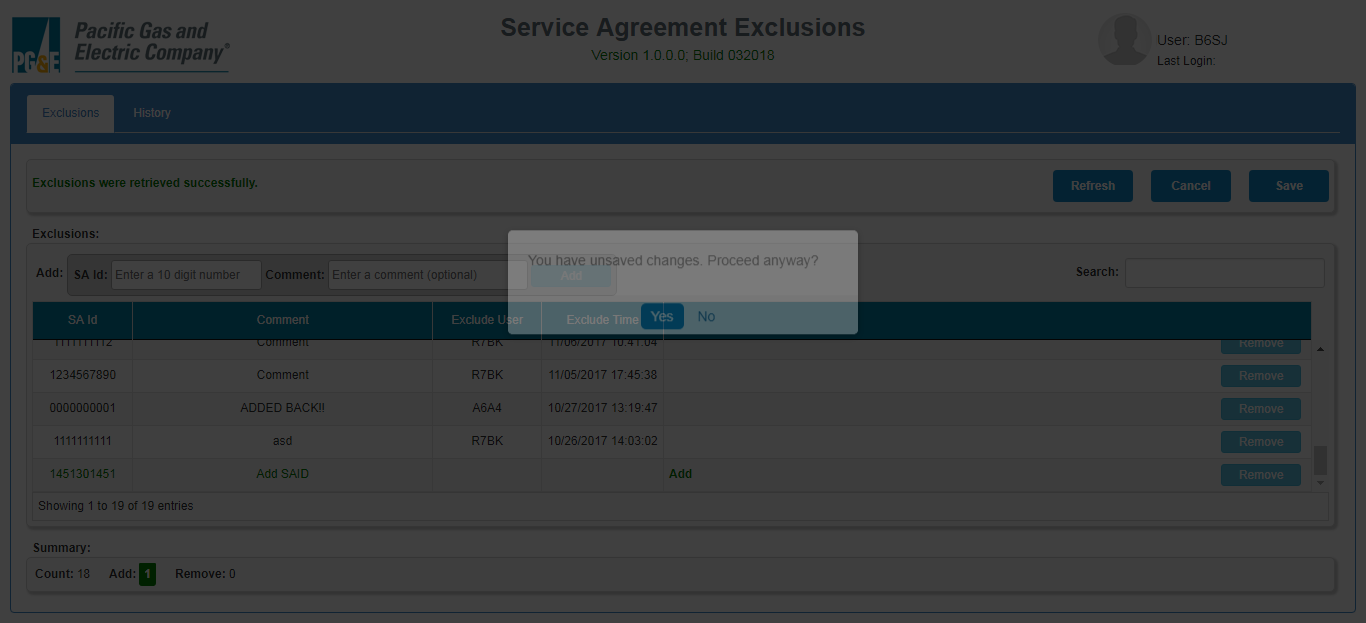 Pacific Gas and
Electric Company®
PG&E
Service Agreement Exclusions
Version 1.0.0.0; Build 032018
User: B6SJ
Last Login:
Exclusions History
Exclusions were retrieved successfully.
Refresh Cancel Save
Exclusions:
Add: SA Id: Enter a 10 digit number Comment: Enter a comment (optional) Add
Search:
You have unsaved changes. Proceed anyway?
Yes No
SA Id Comment Exclude User Exclude Time
1111111112 Comment R7BK 11/06/2017 10:41:04 Remove
1234567890 Comment R7BK 11/05/2017 17:45:38 Remove
0000000001 ADDED BACK!! A6A4 10/27/2017 13:19:47 Remove
1111111111 asd R7BK 10/26/2017 14:03:02 Remove
1451301451 Add SAID Add Remove
Showing 1 to 19 of 19 entries
Summary:
Count: 18 Add: 1 Remove: 0